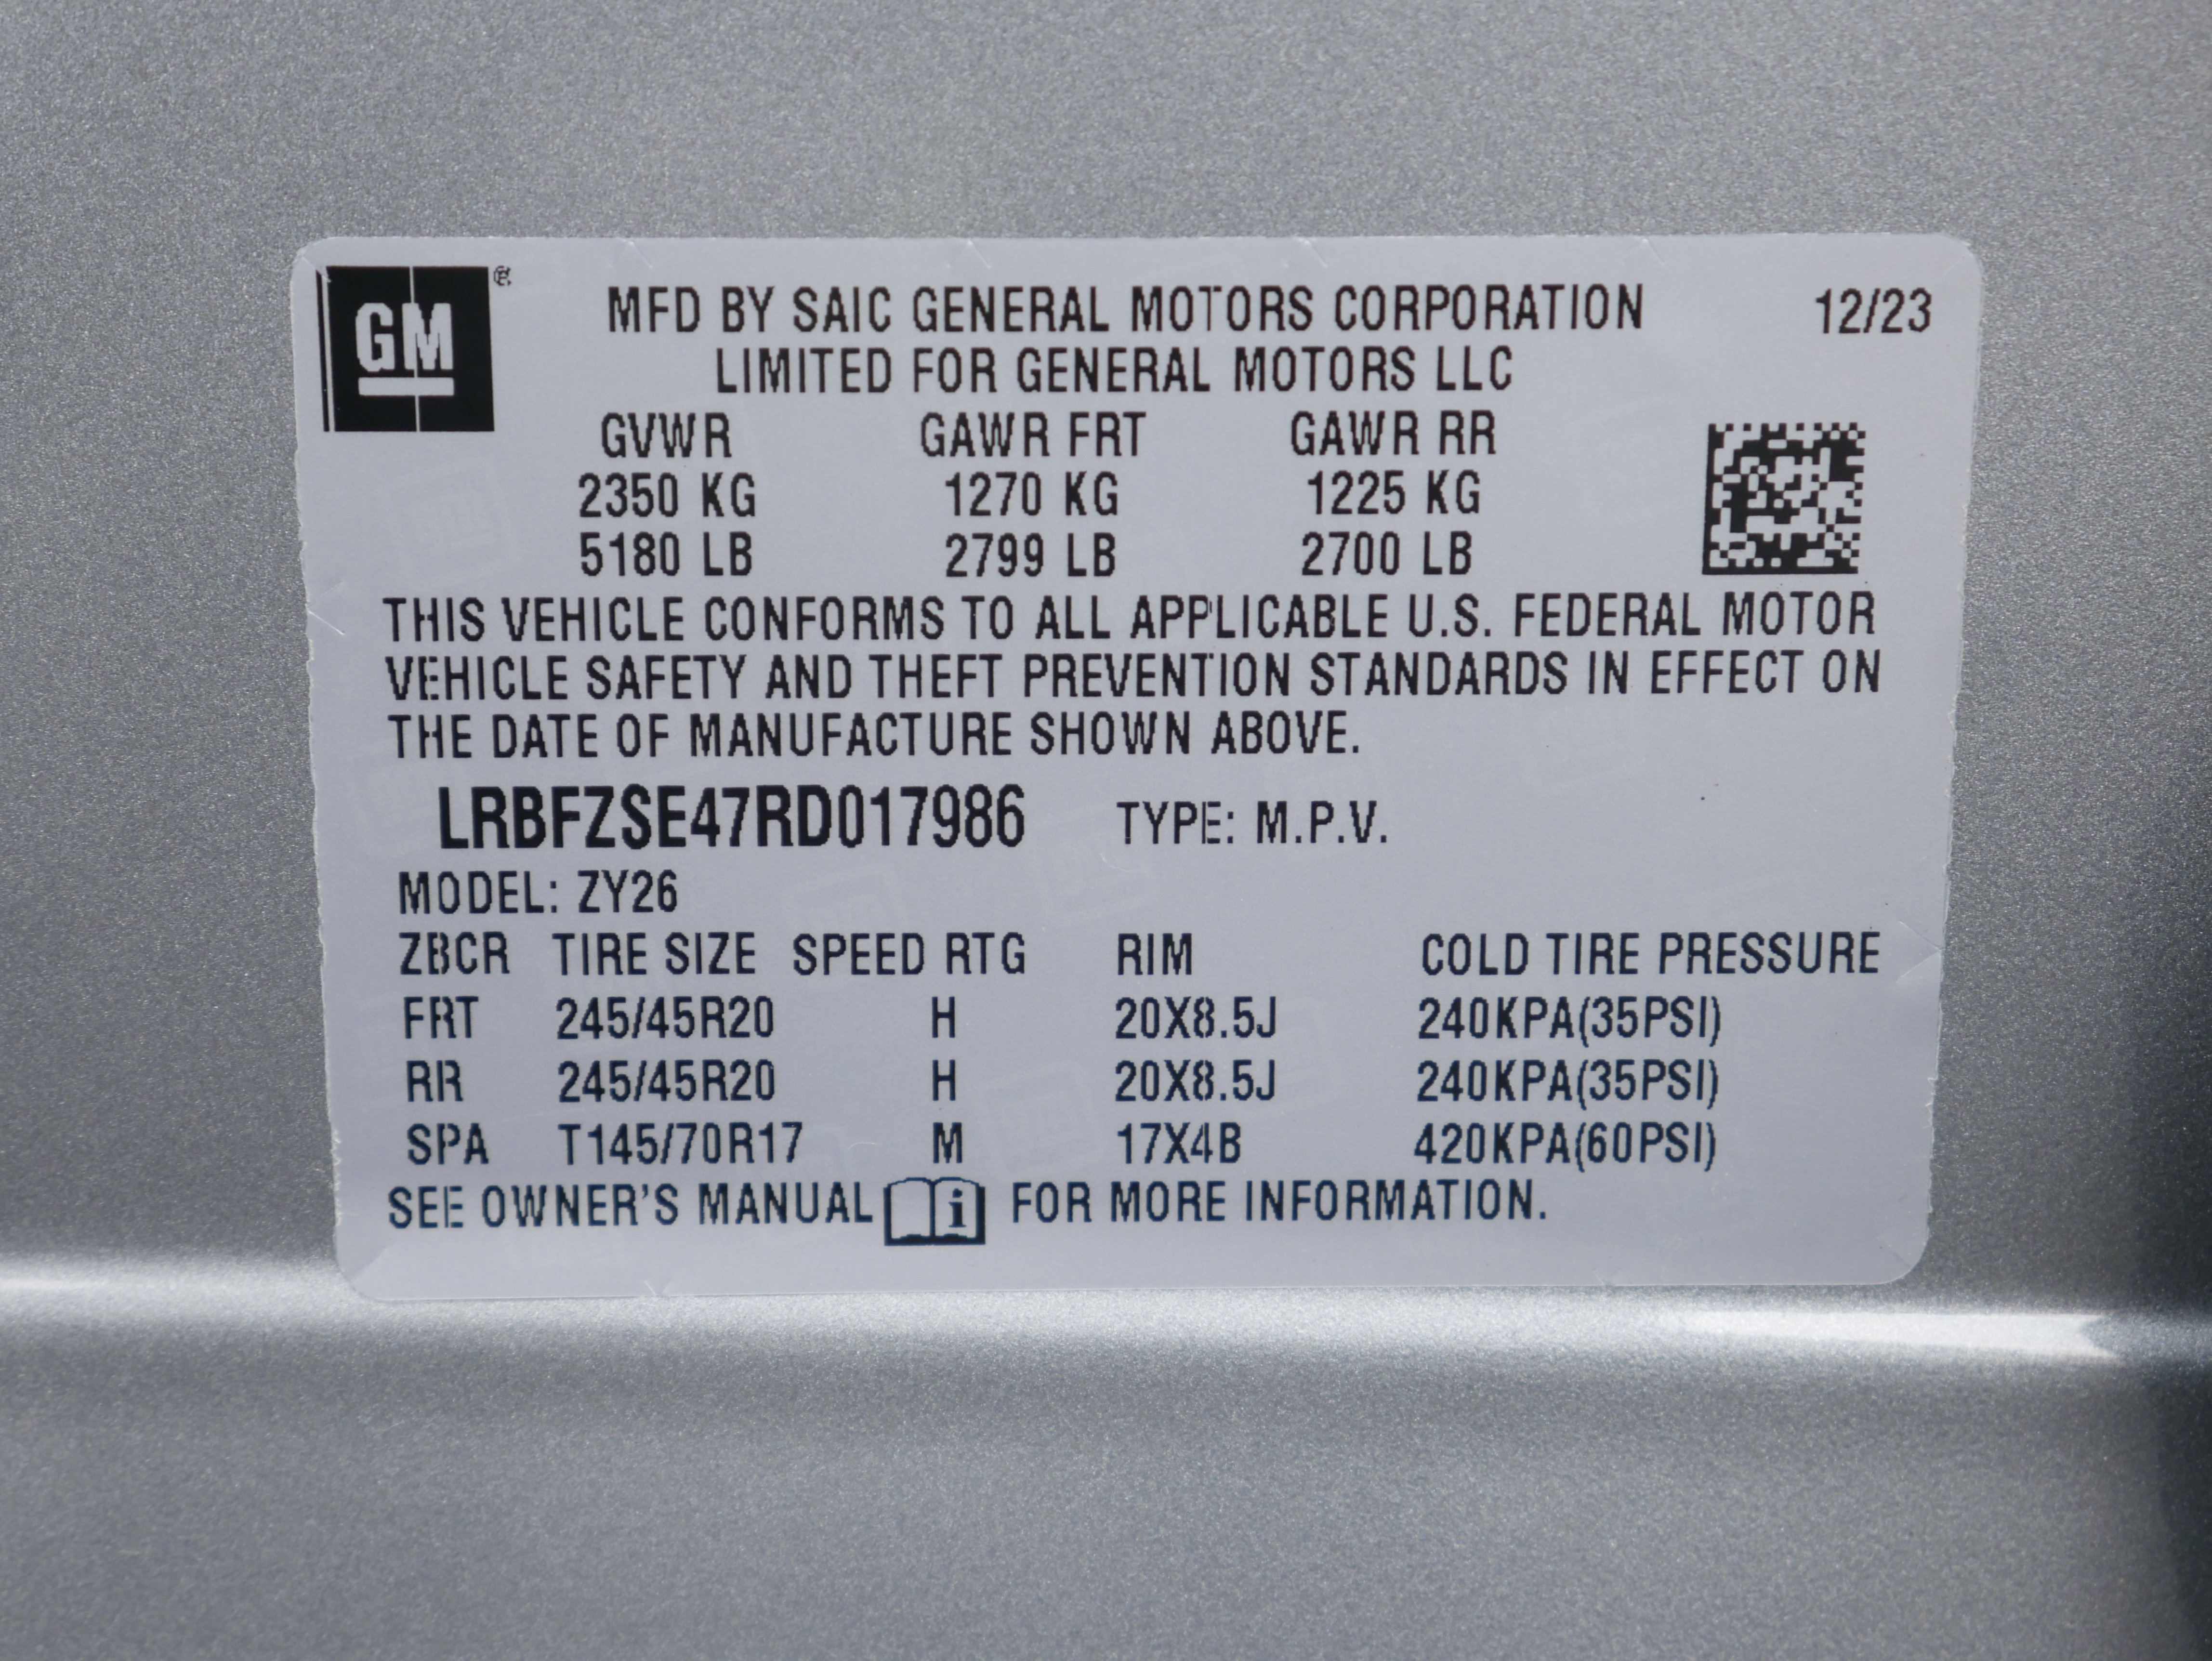 GM ®
MFD BY SAIC GENERAL MOTORS CORPORATION 12/23
LIMITED FOR GENERAL MOTORS LLC
GVWR GAWR FRT GAWR RR
2350 KG 1270 KG 1225 KG
5180 LB 2799 LB 2700 LB
THIS VEHICLE CONFORMS TO ALL APPLICABLE U.S. FEDERAL MOTOR
VEHICLE SAFETY AND THEFT PREVENTION STANDARDS IN EFFECT ON
THE DATE OF MANUFACTURE SHOWN ABOVE.
LRBFZSE47RD017986 TYPE: M.P.V.
MODEL: ZY26
ZBCR TIRE SIZE SPEED RTG RIM COLD TIRE PRESSURE
FRT 245/45R20 H 20X8.5J 240KPA(35PSI)
RR 245/45R20 H 20X8.5J 240KPA(35PSI)
SPA T145/70R17 M 17X4B 420KPA(60PSI)
SEE OWNER'S MANUAL i FOR MORE INFORMATION.